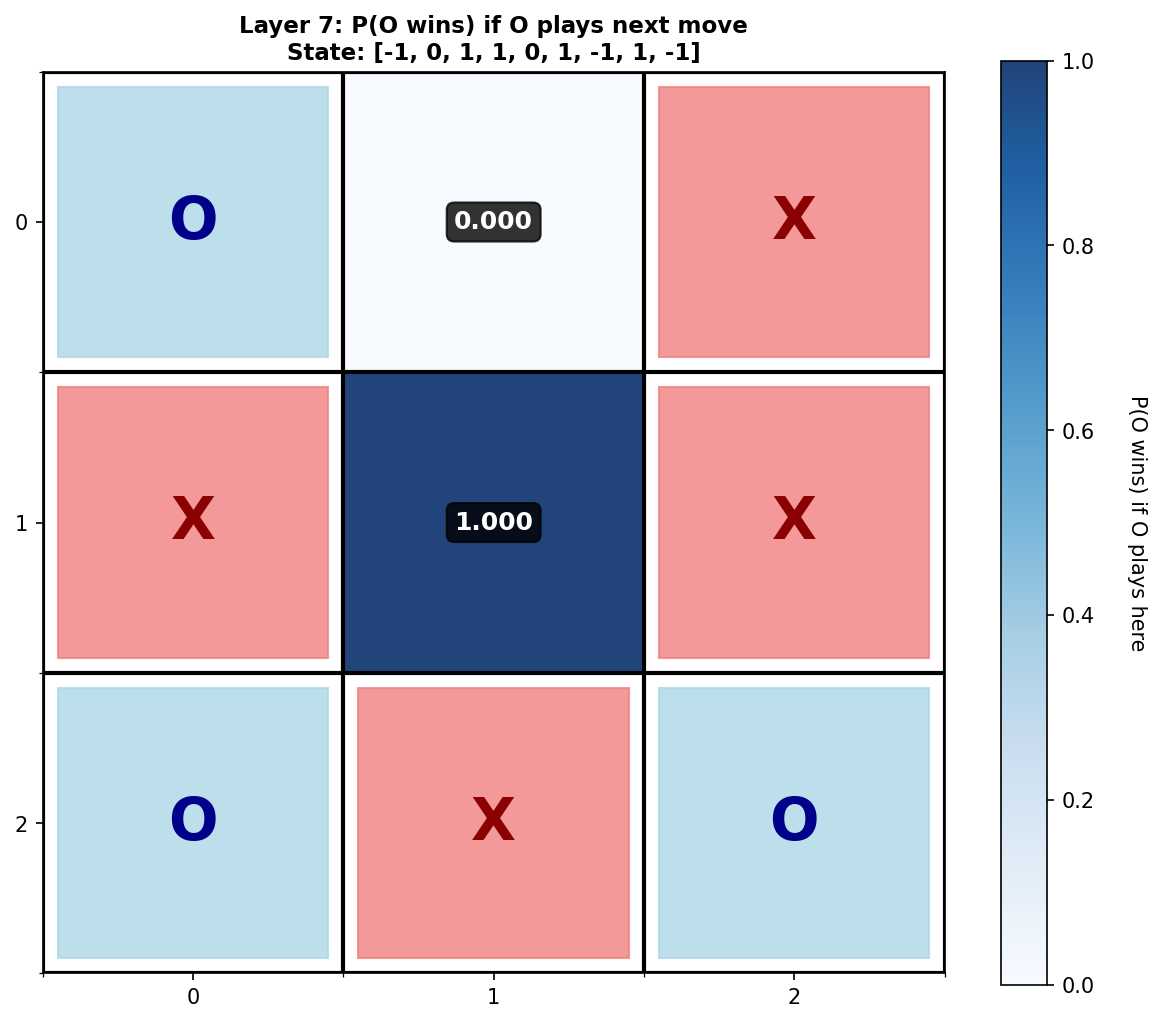 Layer 7: P(O wins) if O plays next move
State: [-1, 0, 1, 1, 0, 1, -1, 1, -1]
0
O
0.000
X
1
X
1.000
X
2
O
X
O
0
1
2
1.0
0.8
0.6
0.4
0.2
0.0
P(O wins) if O plays here